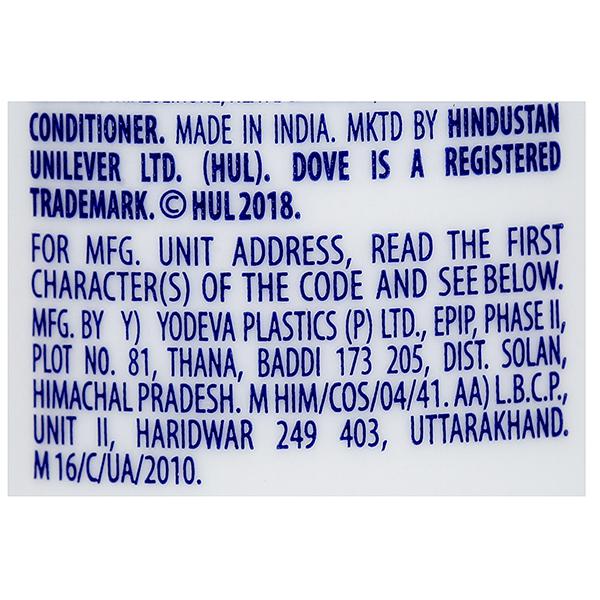 CONDITIONER. MADE IN INDIA. MKTD BY HINDUSTAN
UNILEVER LTD. (HUL). DOVE IS A REGISTERED
TRADEMARK. © HUL 2018.
FOR MFG. UNIT ADDRESS, READ THE FIRST
CHARACTER(S) OF THE CODE AND SEE BELOW.
MFG. BY Y) YODEVA PLASTICS (P) LTD., EPIP, PHASE II,
PLOT NO. 81, THANA, BADDI 173 205, DIST. SOLAN,
HIMACHAL PRADESH. M HIM/COS/04/41. AA) L.B.C.P.,
UNIT II, HARIDWAR 249 403, UTTARAKHAND.
M 16/C/UA/2010.